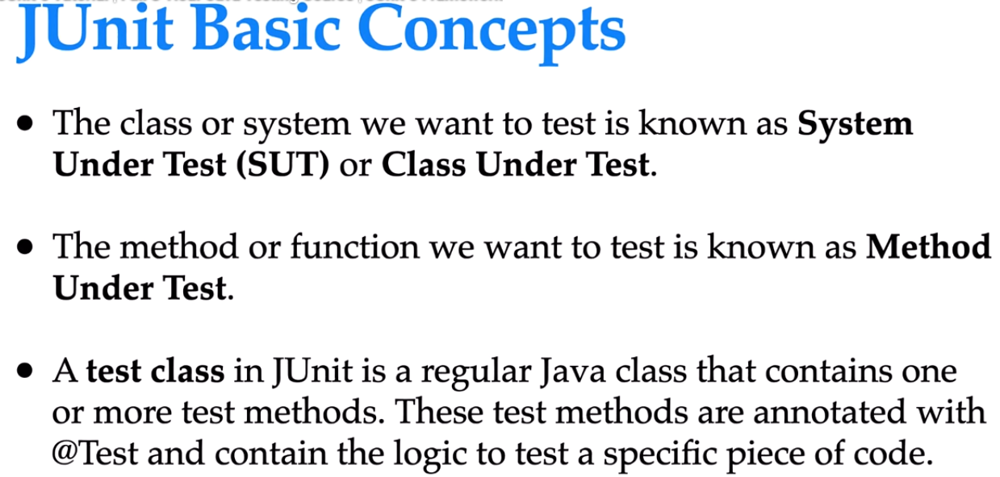 JUnit Basic Concepts
• The class or system we want to test is known as System
Under Test (SUT) or Class Under Test.
• The method or function we want to test is known as Method
Under Test.
• A test class in JUnit is a regular Java class that contains one
or more test methods. These test methods are annotated with
@Test and contain the logic to test a specific piece of code.